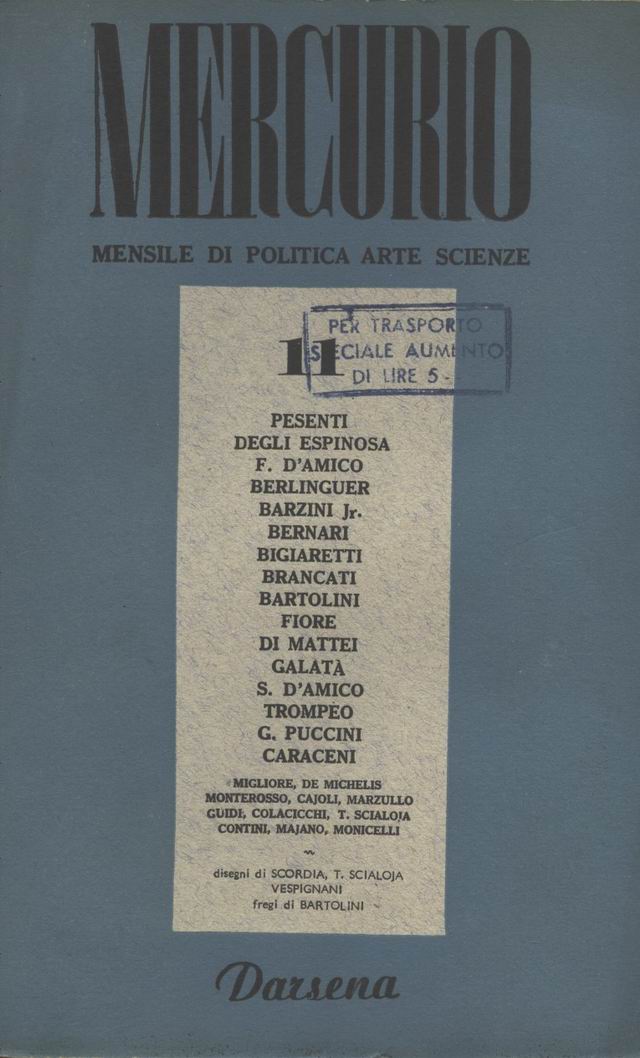 MERCURIO
MENSILE DI POLITICA ARTE SCIENZE
11
PER TRASPORTO
SPECIALE AUMENTO
DI LIRE 5 -
PESENTI
DEGLI ESPINOSA
F. D'AMICO
BERLINGUER
BARZINI Jr.
BERNARI
BIGIARETTI
BRANCATI
BARTOLINI
FIORE
DI MATTEI
GALATÀ
S. D'AMICO
TROMPEO
G. PUCCINI
CARACENI
MIGLIORE, DE MICHELIS
MONTEROSSO, CAJOLI, MARZULLO
GUIDI, COLACICCHI, T. SCIALOJA
CONTINI, MAJANO, MONICELLI
disegni di SCORDIA, T. SCIALOJA
VESPIGNANI
fregi di BARTOLINI
Darsena